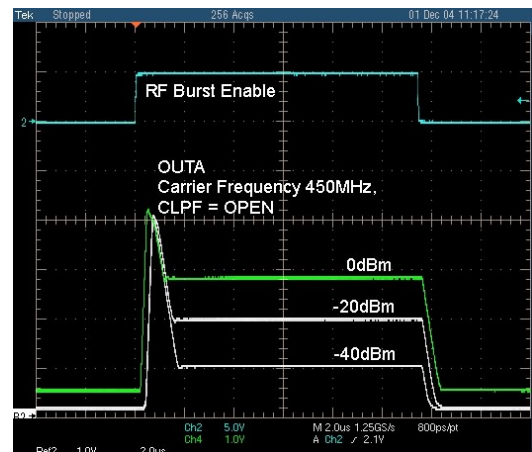 Tek Stopped 256 Acqs 01 Dec 04 11:17:24
RF Burst Enable
2
OUTA
Carrier Frequency 450MHz,
CLPF = OPEN
0dBm
-20dBm
-40dBm
R2
Ch2 5.0V M 2.0us 1.25GS/s 800ps/pt
Ch4 1.0V A Ch2 ⁄ 2.1V
Ref2 1.0V 2.0us